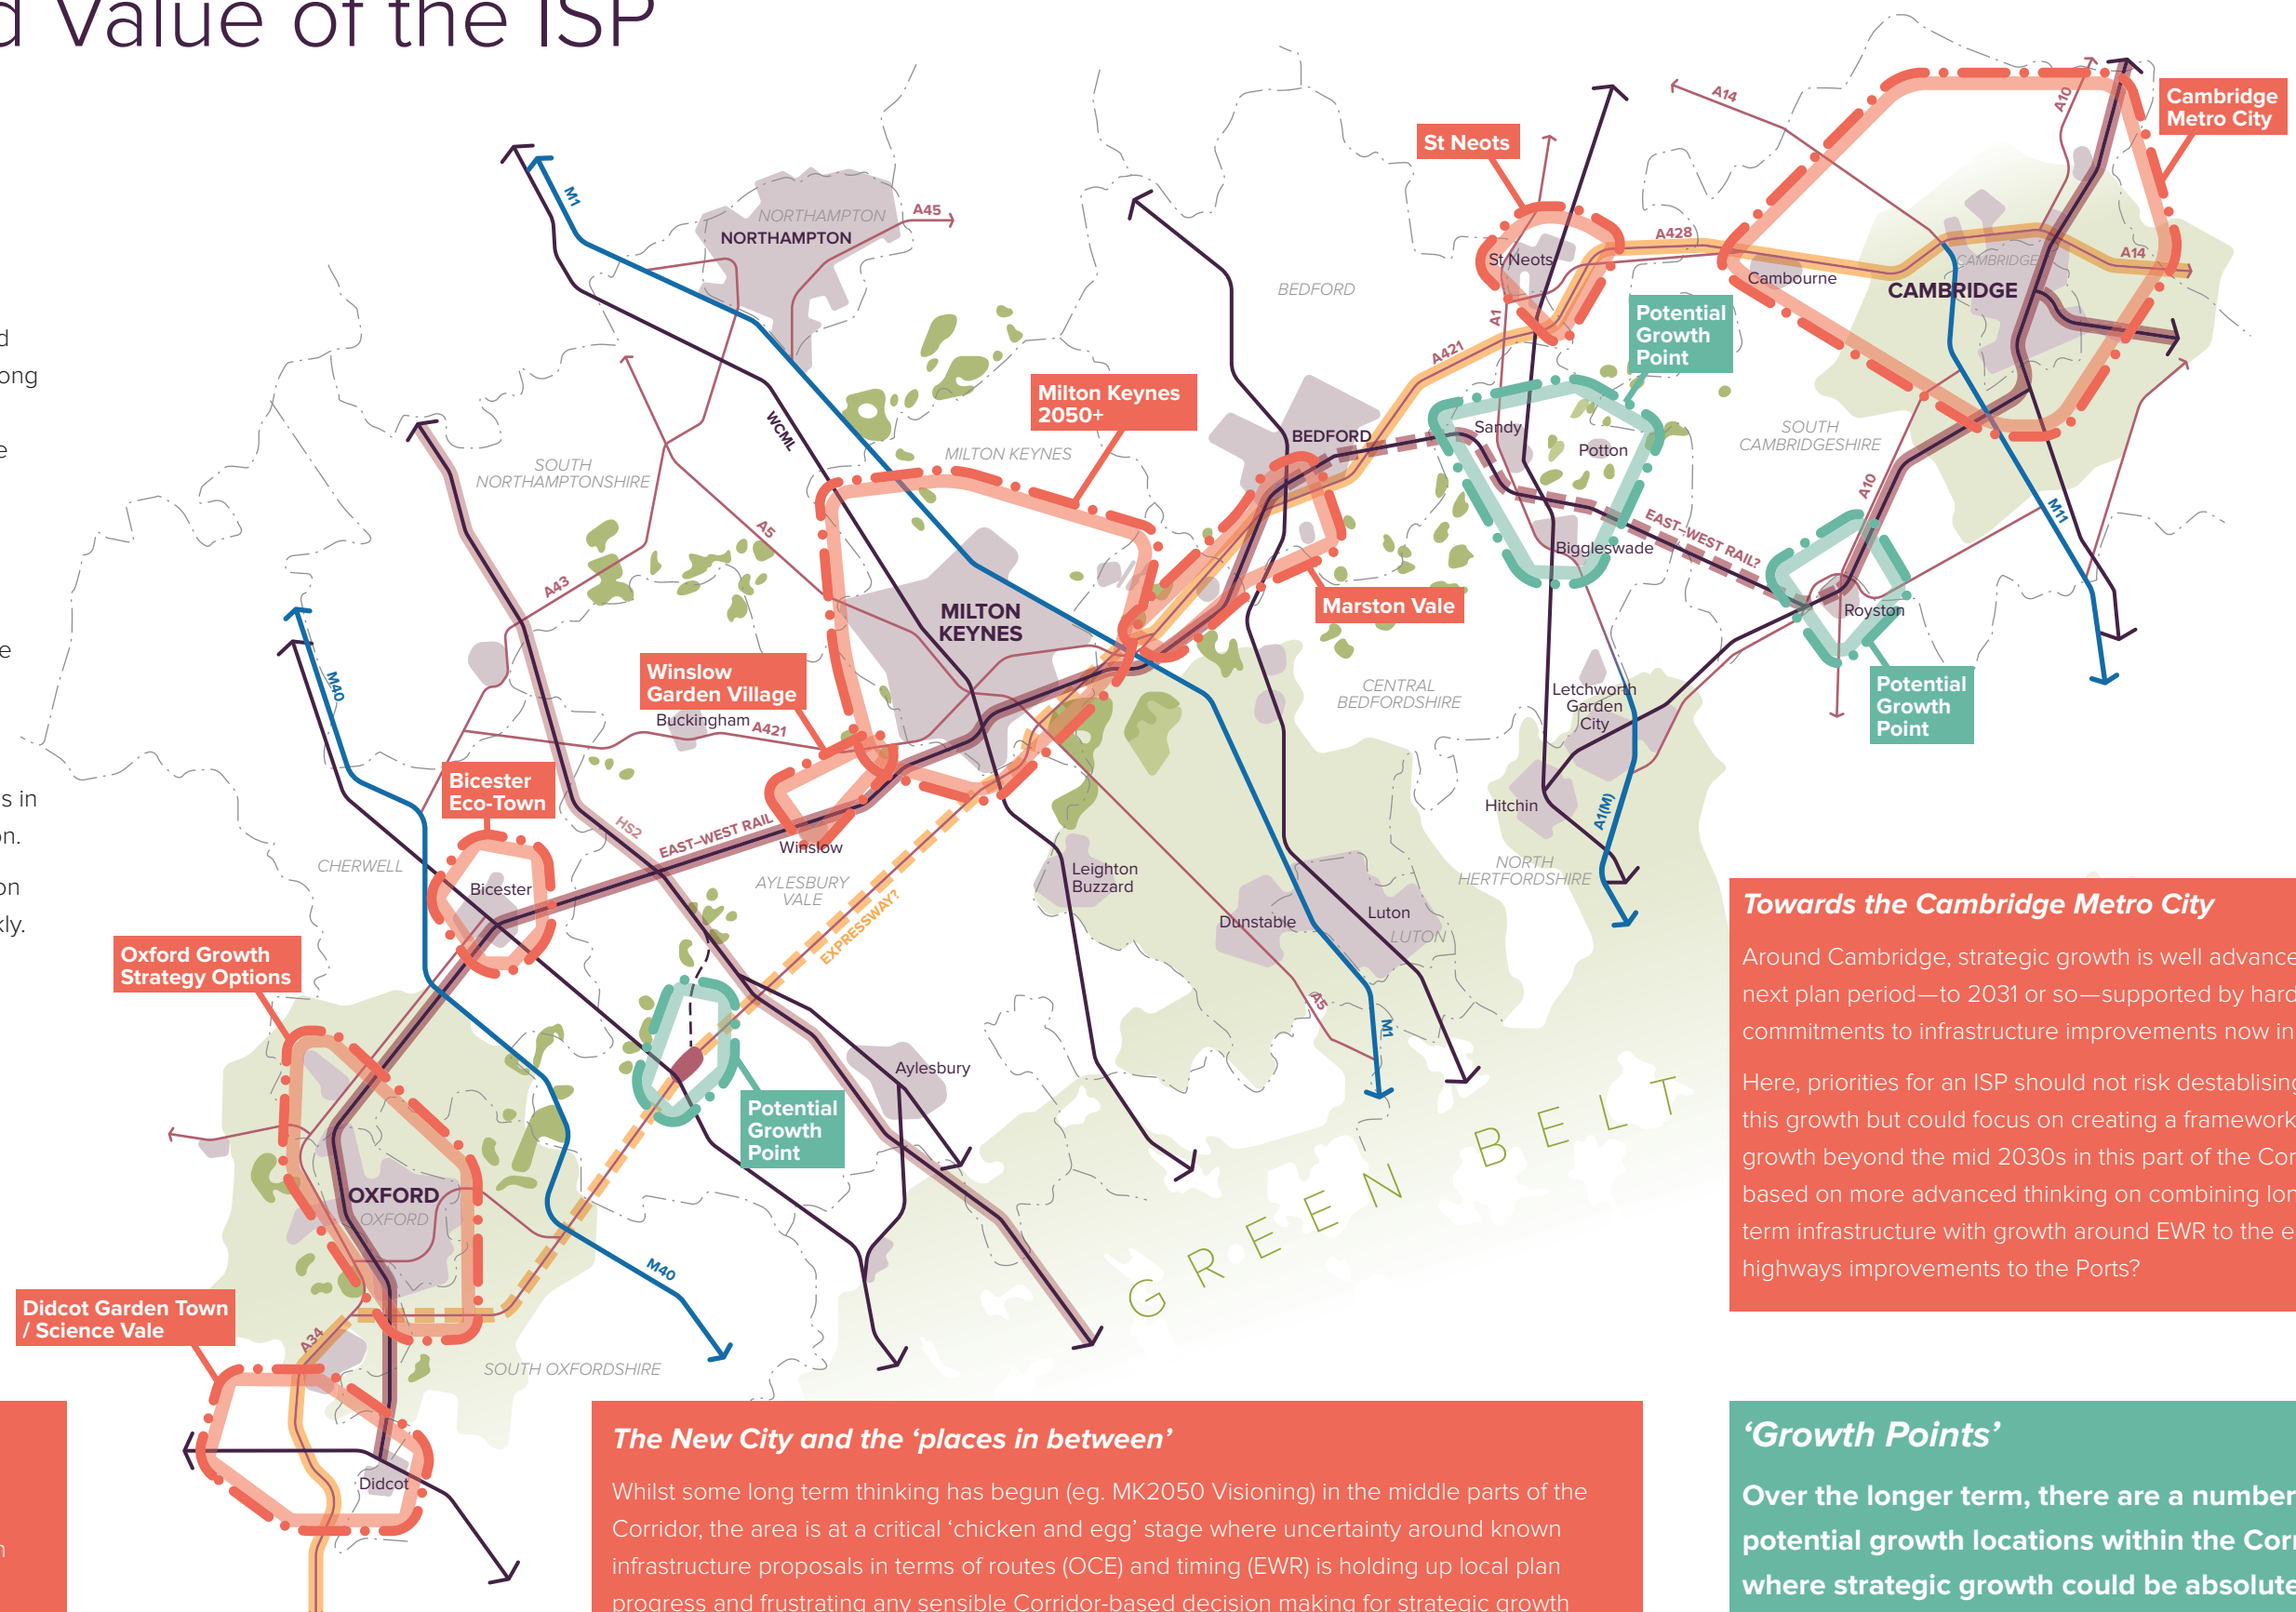 d Value of the ISP
d
ong
e
e
s in
on.
on
kly.
n
M1
NORTHAMPTON
NORTHAMPTON
A45
WCML
SOUTH
NORTHAMPTONSHIRE
A43
A5
MILTON KEYNES
Milton Keynes
2050+
MILTON
KEYNES
BEDFORD
BEDFORD
St Neots
St Neots
A1
A421
A428
A14
A10
Cambridge
Metro City
Cambourne
CAMBRIDGE
CAMBRIDGE
A14
Potential
Growth
Point
Sandy
Potton
SOUTH
CAMBRIDGESHIRE
Biggleswade
EAST–WEST RAIL?
A10
M11
Royston
Potential
Growth
Point
Marston Vale
CENTRAL
BEDFORDSHIRE
Letchworth
Garden
City
Hitchin
A1(M)
NORTH
HERTFORDSHIRE
M40
Winslow
Garden Village
Buckingham
A421
Bicester
Eco-Town
HS2
EAST–WEST RAIL
Winslow
CHERWELL
Bicester
AYLESBURY
VALE
EXPRESSWAY?
Leighton
Buzzard
Dunstable
Luton
LUTON
A5
M1
Oxford Growth
Strategy Options
Aylesbury
Potential
Growth
Point
GREEN BELT
OXFORD
OXFORD
M40
Didcot Garden Town
/ Science Vale
A34
SOUTH OXFORDSHIRE
Didcot
Towards the Cambridge Metro City
Around Cambridge, strategic growth is well advance
next plan period—to 2031 or so—supported by hard
commitments to infrastructure improvements now in
Here, priorities for an ISP should not risk destablising
this growth but could focus on creating a framework
growth beyond the mid 2030s in this part of the Cor
based on more advanced thinking on combining lon
term infrastructure with growth around EWR to the e
highways improvements to the Ports?
The New City and the ‘places in between’
Whilst some long term thinking has begun (eg. MK2050 Visioning) in the middle parts of the
Corridor, the area is at a critical ‘chicken and egg’ stage where uncertainty around known
infrastructure proposals in terms of routes (OCE) and timing (EWR) is holding up local plan
progress and frustrating any sensible Corridor-based decision making for strategic growth
‘Growth Points’
Over the longer term, there are a number
potential growth locations within the Corr
where strategic growth could be absolute